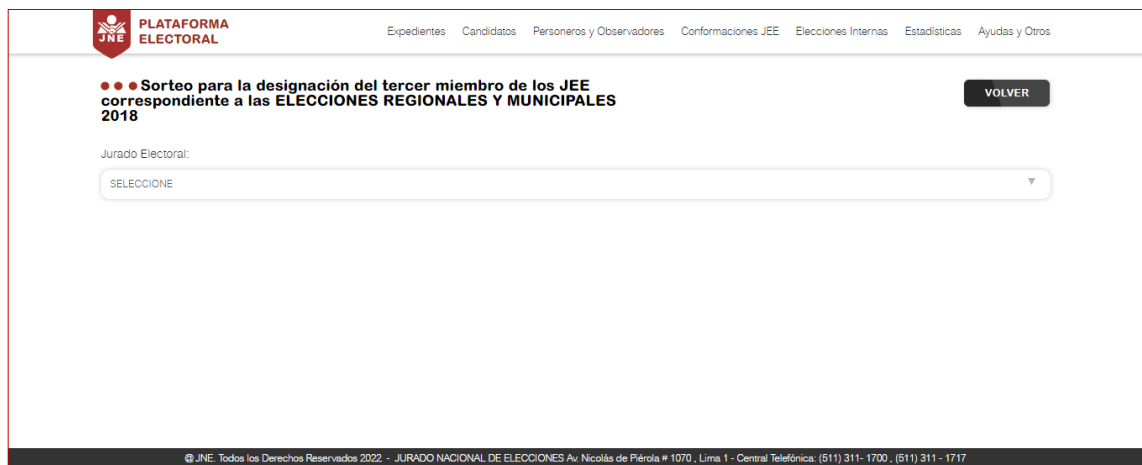 JNE
PLATAFORMA
ELECTORAL
Expedientes Candidatos Personeros y Observadores Conformaciones JEE Elecciones Internas Estadísticas Ayudas y Otros
Sorteo para la designación del tercer miembro de los JEE
correspondiente a las ELECCIONES REGIONALES Y MUNICIPALES
2018
VOLVER
Jurado Electoral:
SELECCIONE
@ JNE. Todos los Derechos Reservados 2022 - JURADO NACIONAL DE ELECCIONES Av. Nicolás de Piérola # 1070 , Lima 1 - Central Telefónica: (511) 311- 1700 , (511) 311 - 1717